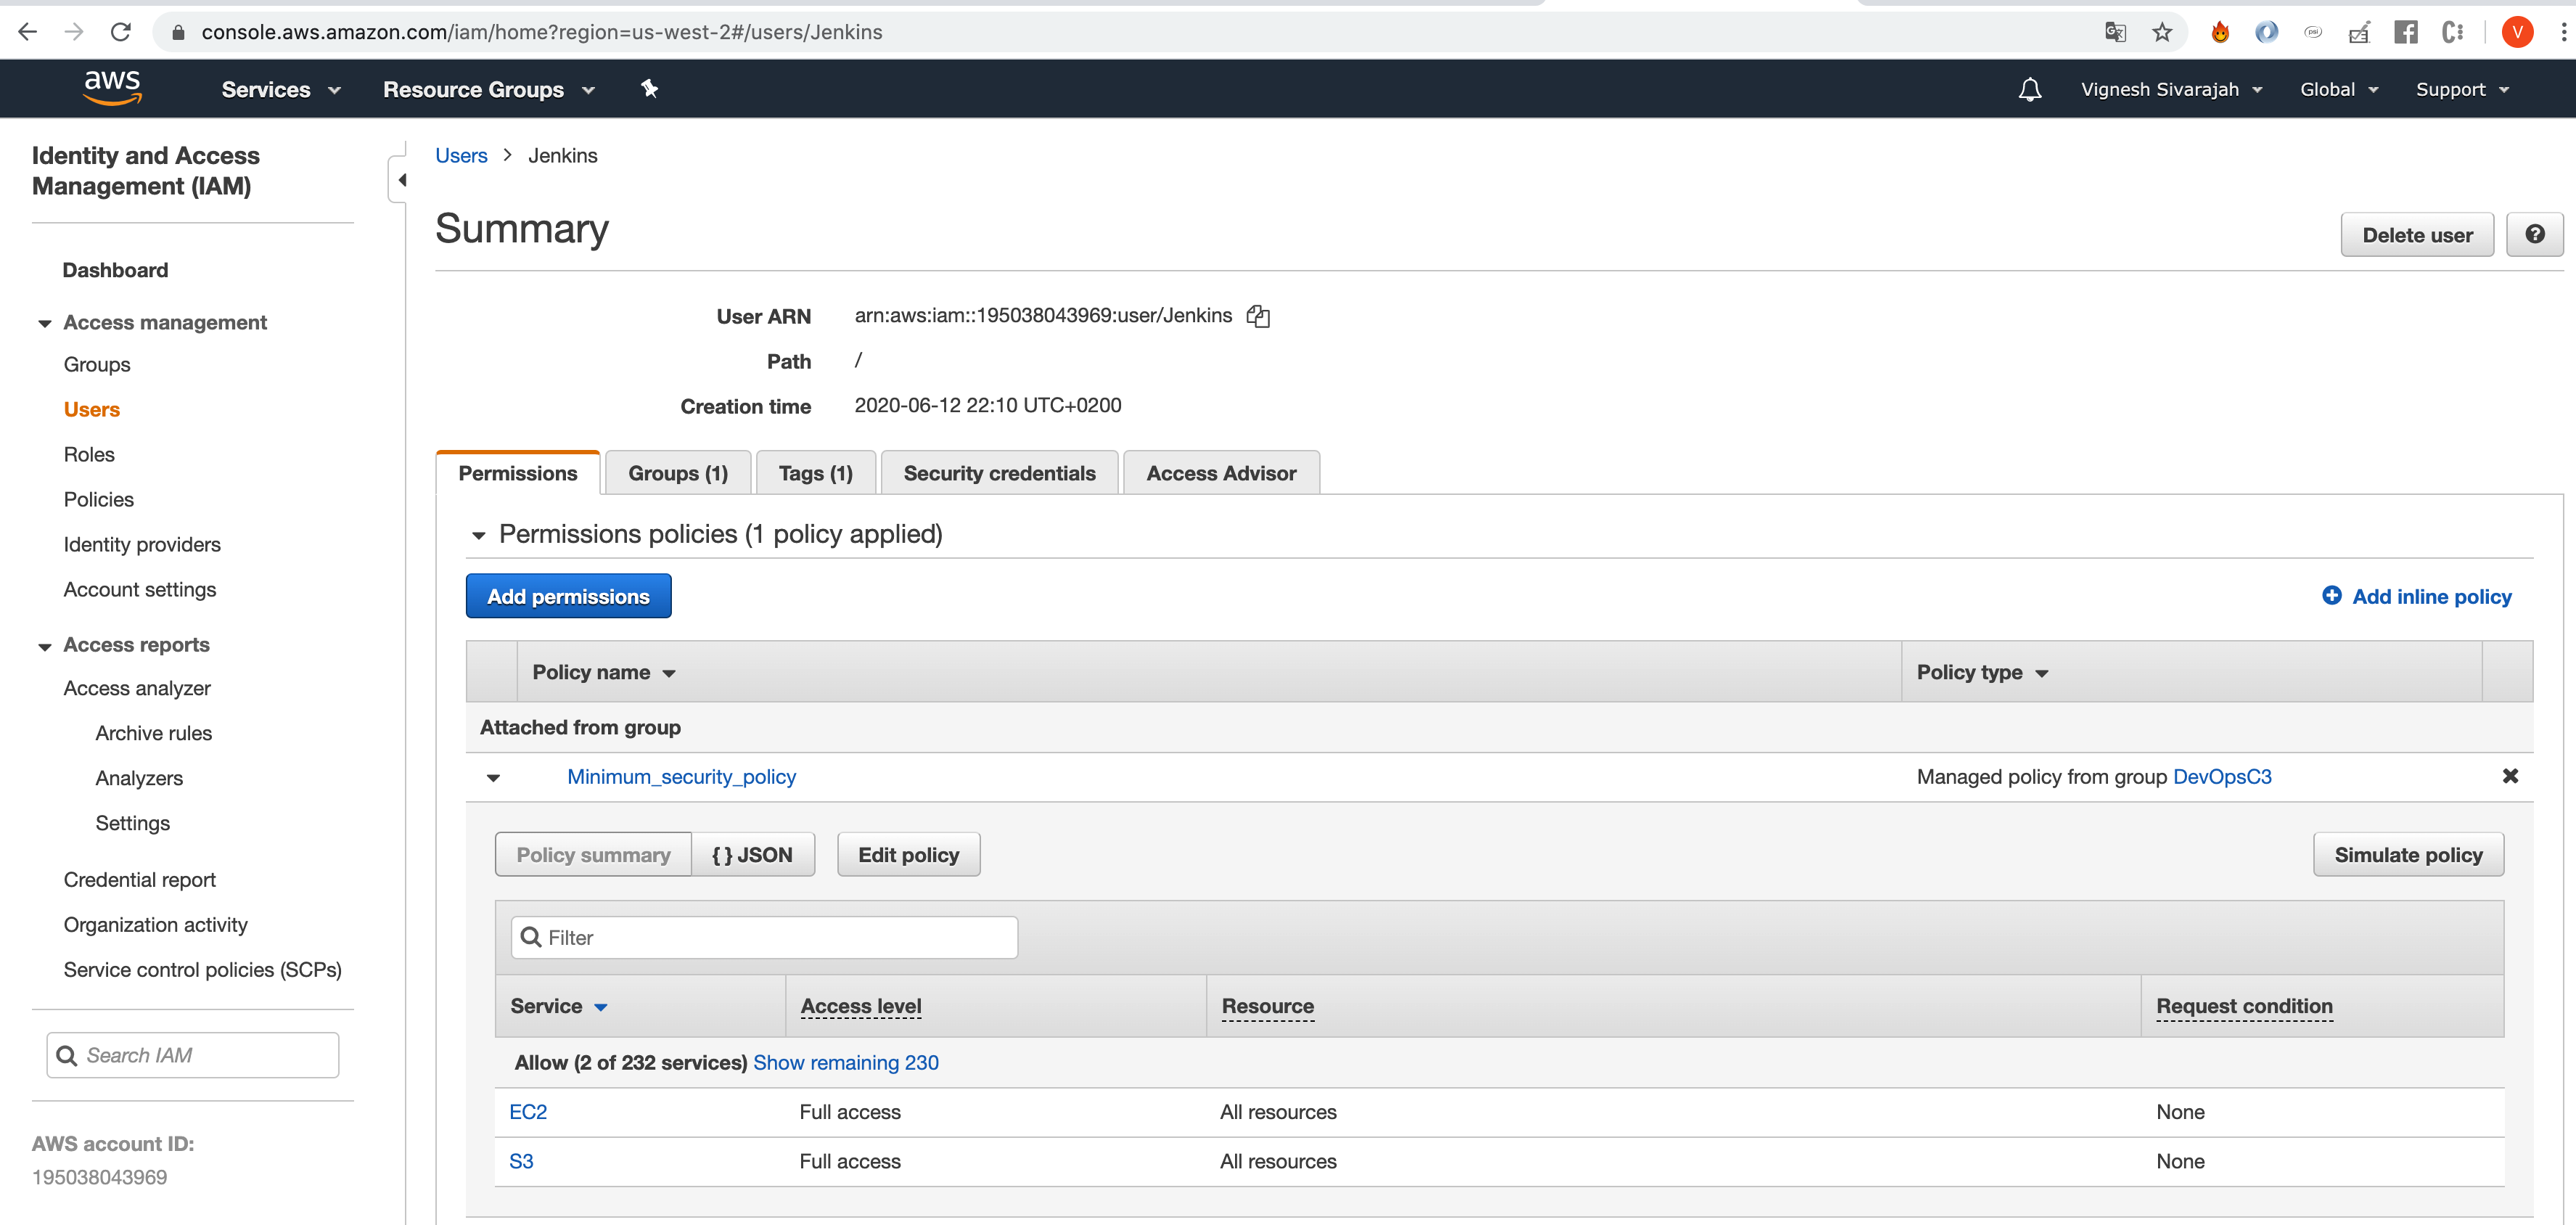 console.aws.amazon.com/iam/home?region=us-west-2#/users/Jenkins
V
aws
Services
Resource Groups
Vignesh Sivarajah
Global
Support
Identity and Access
Management (IAM)
Dashboard
Access management
Groups
Users
Roles
Policies
Identity providers
Account settings
Access reports
Access analyzer
Archive rules
Analyzers
Settings
Credential report
Organization activity
Service control policies (SCPs)
Search IAM
AWS account ID:
195038043969
Users > Jenkins
Summary
Delete user
User ARN arn:aws:iam::195038043969:user/Jenkins
Path /
Creation time 2020-06-12 22:10 UTC+0200
Permissions
Groups (1)
Tags (1)
Security credentials
Access Advisor
Permissions policies (1 policy applied)
Add permissions
Add inline policy
Policy name
Policy type
Attached from group
Minimum_security_policy
Managed policy from group DevOpsC3
Policy summary
{ } JSON
Edit policy
Simulate policy
Filter
Service
Access level
Resource
Request condition
Allow (2 of 232 services) Show remaining 230
EC2 Full access All resources None
S3 Full access All resources None